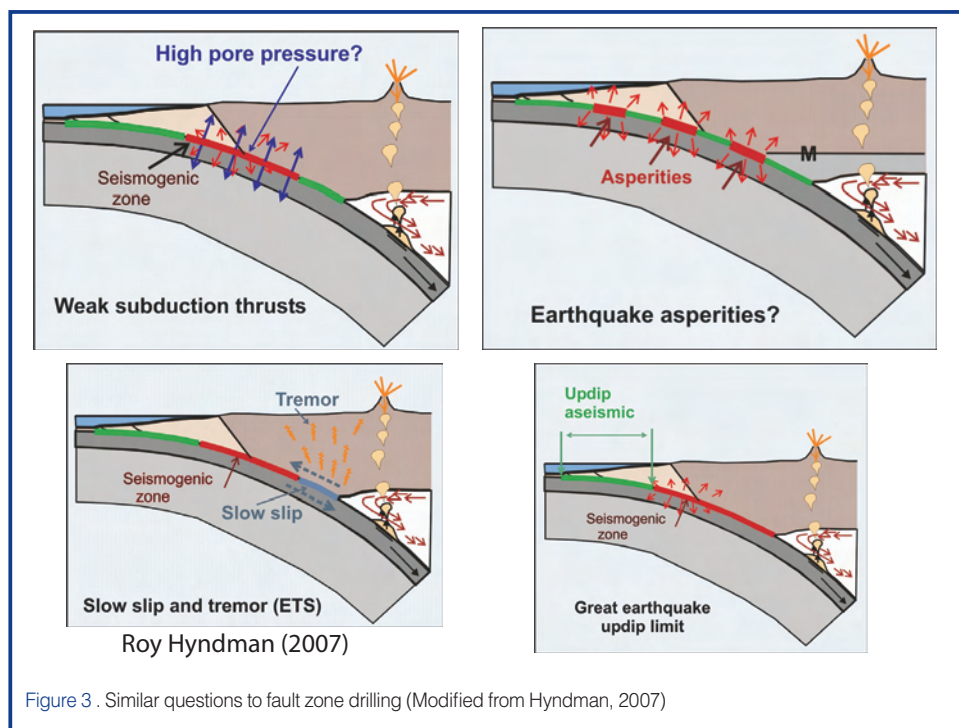 High pore pressure?
Seismogenic
zone
Weak subduction thrusts
M
Asperities
Earthquake asperities?
Tremor
Seismogenic
zone
Slow slip
Slow slip and tremor (ETS)
Roy Hyndman (2007)
Updip
aseismic
Seismogenic
zone
Great earthquake
updip limit
Figure 3 . Similar questions to fault zone drilling (Modified from Hyndman, 2007)